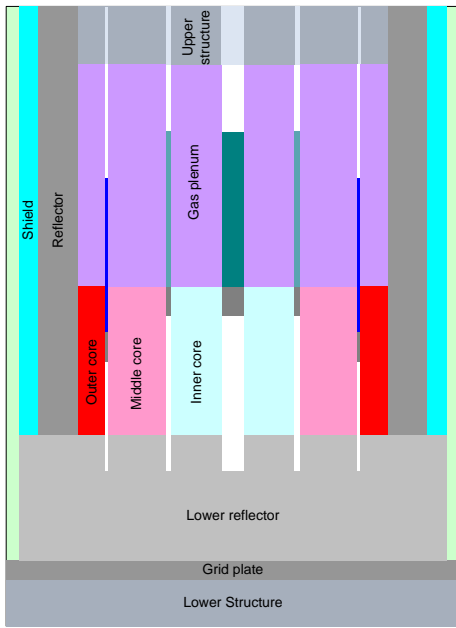 Upper
structure
Gas plenum
Shield
Reflector
Outer core
Middle core
Inner core
Lower reflector
Grid plate
Lower Structure